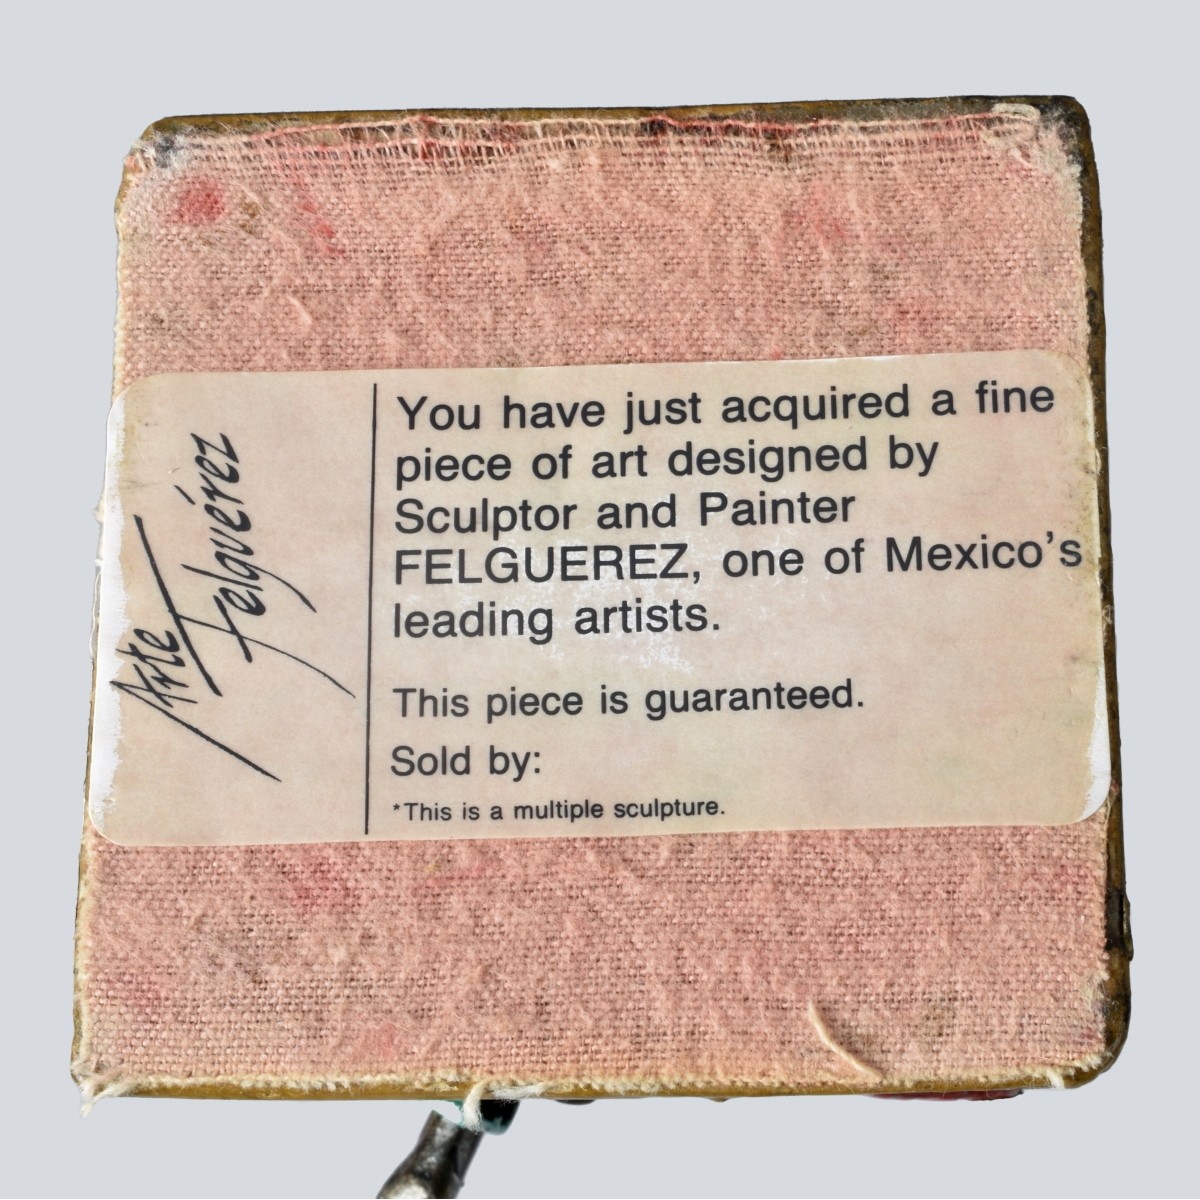 Arte
Felguérez
You have just acquired a fine
piece of art designed by
Sculptor and Painter
FELGUEREZ, one of Mexico's
leading artists.
This piece is guaranteed.
Sold by:
*This is a multiple sculpture.